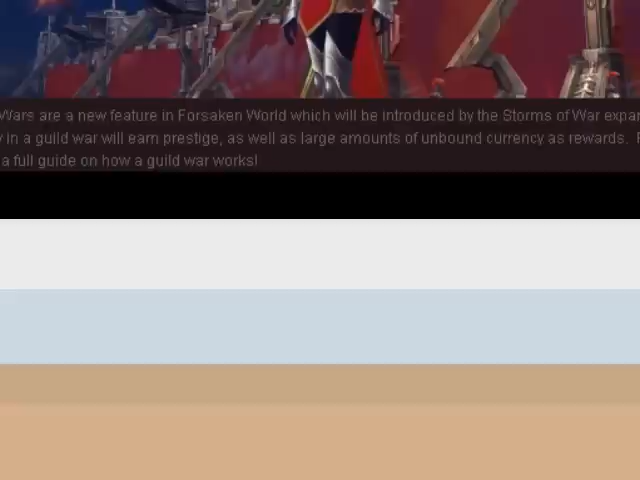 Wars are a new feature in Forsaken World which will be introduced by the Storms of War expan
y in a guild war will earn prestige, as well as large amounts of unbound currency as rewards.
a full guide on how a guild war works!